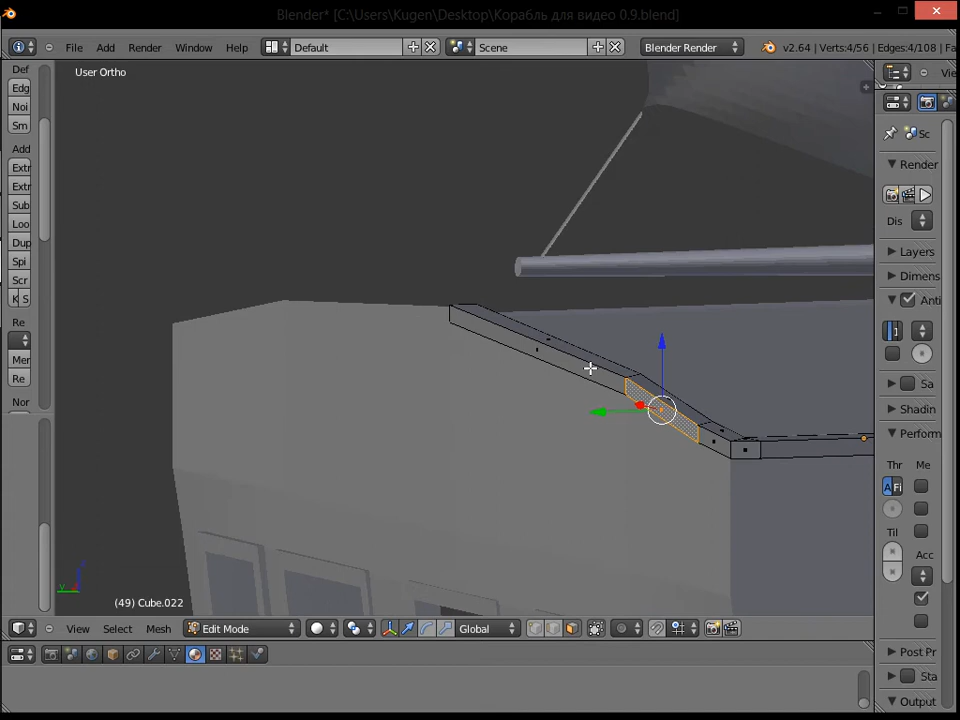 Blender* [C:\Users\Kugen\Desktop\Корабль для видео 0.9.blend]
File Add Render Window Help Default Scene Blender Render v2.64 | Verts:4/56 | Edges:4/108 | Fa
User Ortho
Def
Edg
Noi
Sm
Add
Extr
Extr
Sub
Loo
Dup
Spi
Scr
K S
Re
Mer
Re
Nor
Vie
Sc
Render
Dis
Layers
Dimens
Anti
Sa
Shadin
Perform
Thr Me
A Fi
Til
Acc
Post Pr
Sta
Output
(49) Cube.022
View Select Mesh Edit Mode Global